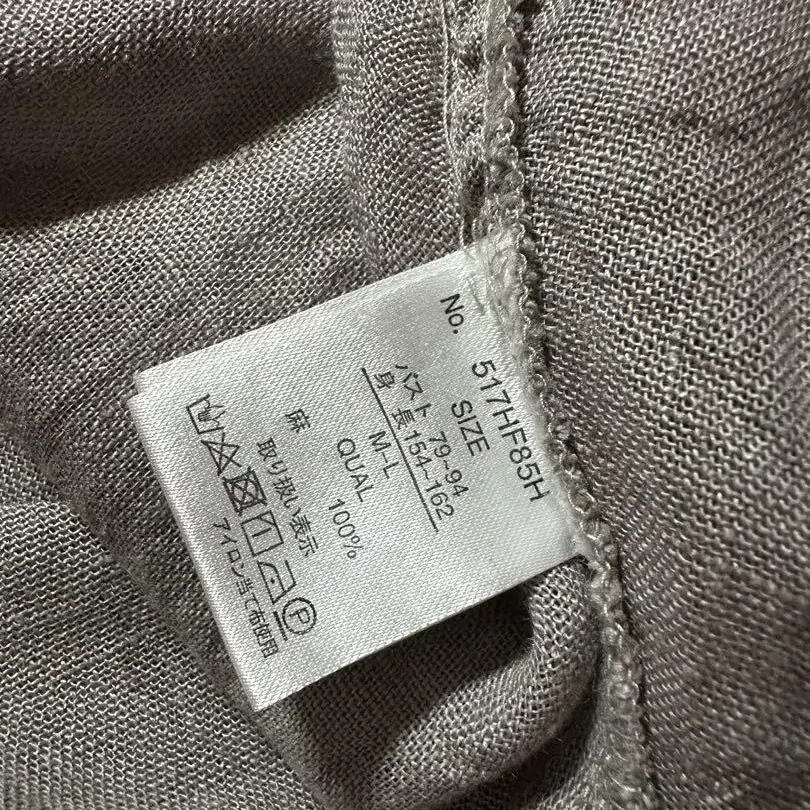 No. 517HF85H
SIZE
バスト 79~94
身 長 154~162
M-L
QUAL
麻 100%
取り扱い表示
P
アイロン当て布使用